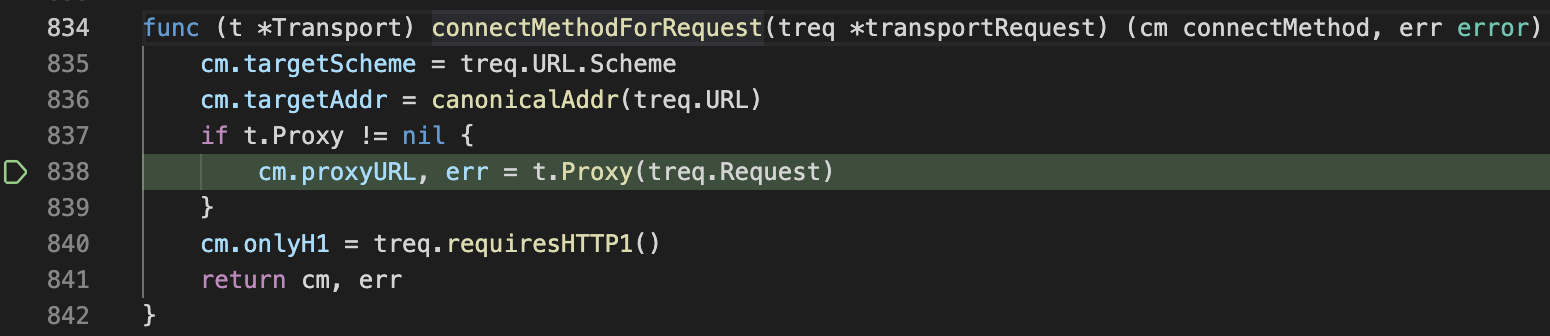 834 func (t *Transport) connectMethodForRequest(treq *transportRequest) (cm connectMethod, err error)
835     cm.targetScheme = treq.URL.Scheme
836     cm.targetAddr = canonicalAddr(treq.URL)
837     if t.Proxy != nil {
838         cm.proxyURL, err = t.Proxy(treq.Request)
839     }
840     cm.onlyH1 = treq.requiresHTTP1()
841     return cm, err
842 }